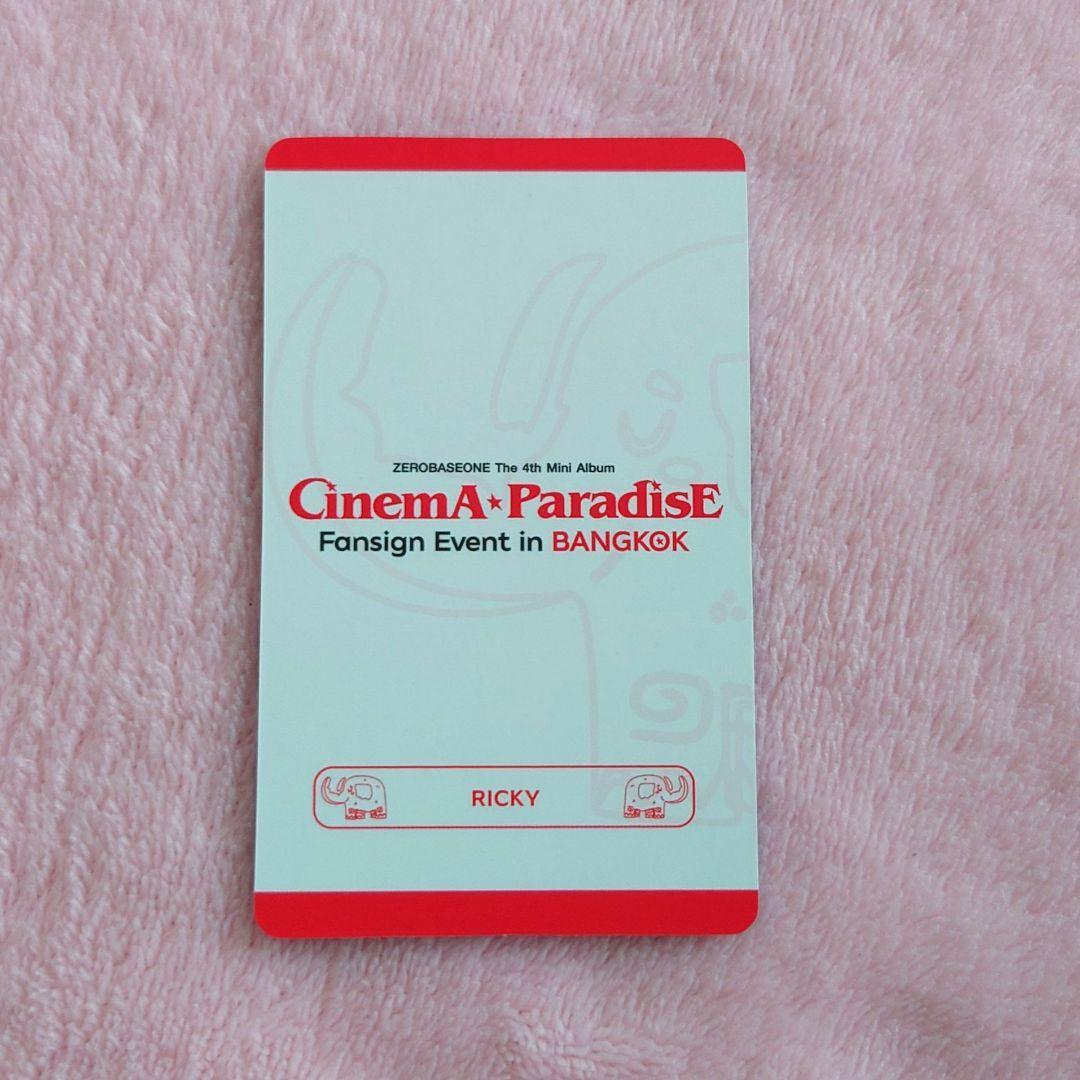 ZEROBASEONE The 4th Mini Album
CinemA★ParadisE
Fansign Event in BANGKOK
RICKY